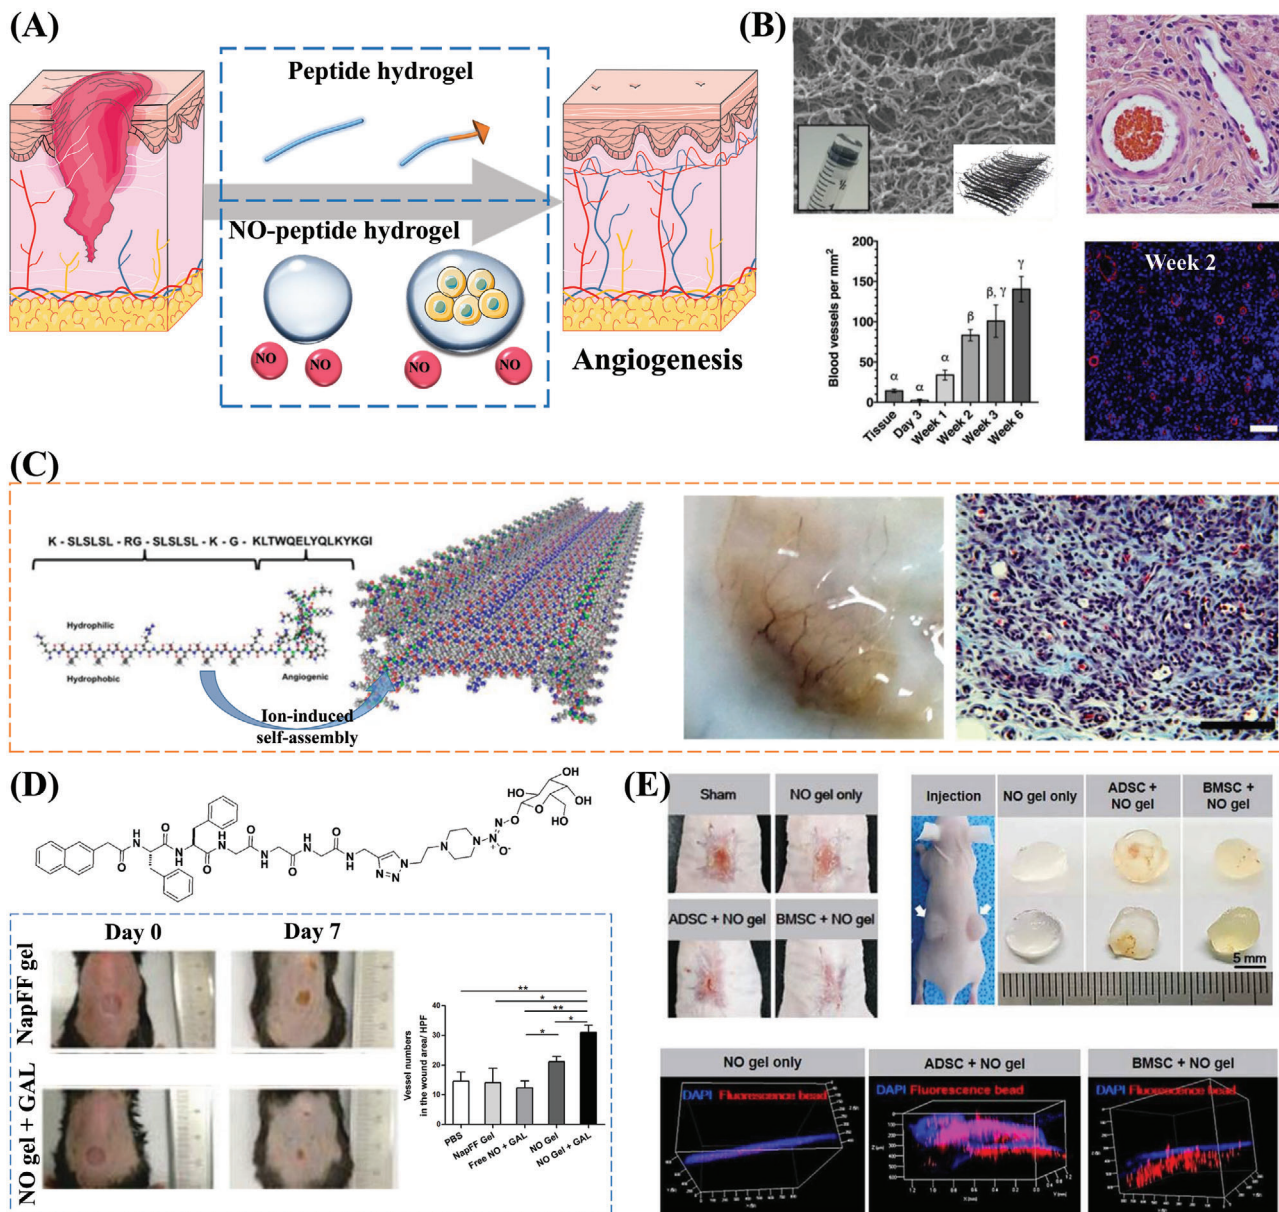 (A)
Peptide hydrogel
NO-peptide hydrogel
NO
NO
NO
NO
Angiogenesis
(B)
Week 2
Blood vessels per mm²
200
150
100
50
0
α
α
α
β
β, γ
γ
Tissue
Day 3
Week 1
Week 2
Week 3
Week 6
(C)
K - SLSLSL - RG - SLSLSL - K - G - KLTWQELYQLKYKGI
Hydrophilic
Hydrophobic
Angiogenic
Ion-induced
self-assembly
(D)
Day 0
Day 7
NapFF gel
NO gel + GAL
Vessel numbers
in the wound area/ HPF
40
30
20
10
0
**
*
**
*
*
PBS
NapFF Gel
Free NO + GAL
NO Gel
NO Gel + GAL
(E)
Sham
NO gel only
ADSC + NO gel
BMSC + NO gel
Injection
NO gel only
ADSC +
NO gel
BMSC +
NO gel
5 mm
NO gel only
ADSC + NO gel
BMSC + NO gel
DAPI Fluorescence bead
DAPI Fluorescence bead
DAPI Fluorescence bead